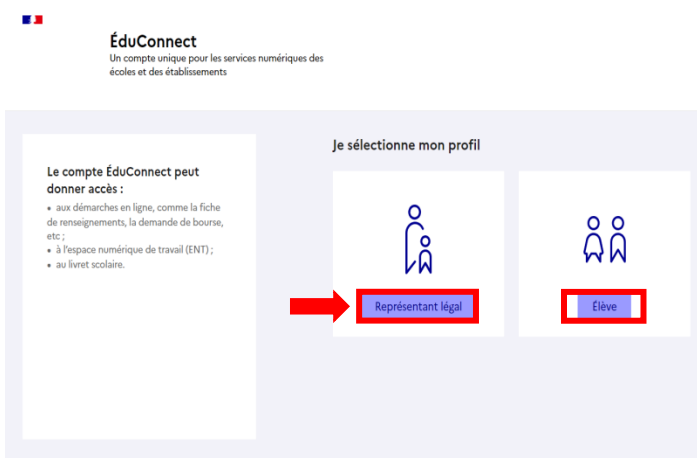 ÉduConnect
Un compte unique pour les services numériques des
écoles et des établissements
Je sélectionne mon profil
Le compte ÉduConnect peut
donner accès :
• aux démarches en ligne, comme la fiche
de renseignements, la demande de bourse,
etc ;
• à l'espace numérique de travail (ENT) ;
• au livret scolaire.
Représentant légal
Élève